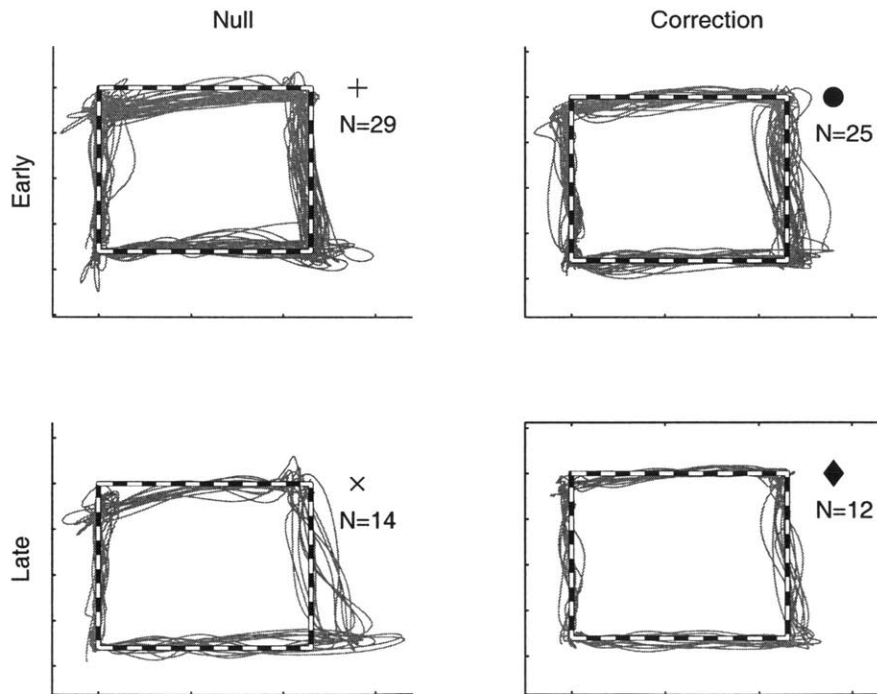 Null
Correction
N=29
N=25
Early
N=14
N=12
Late